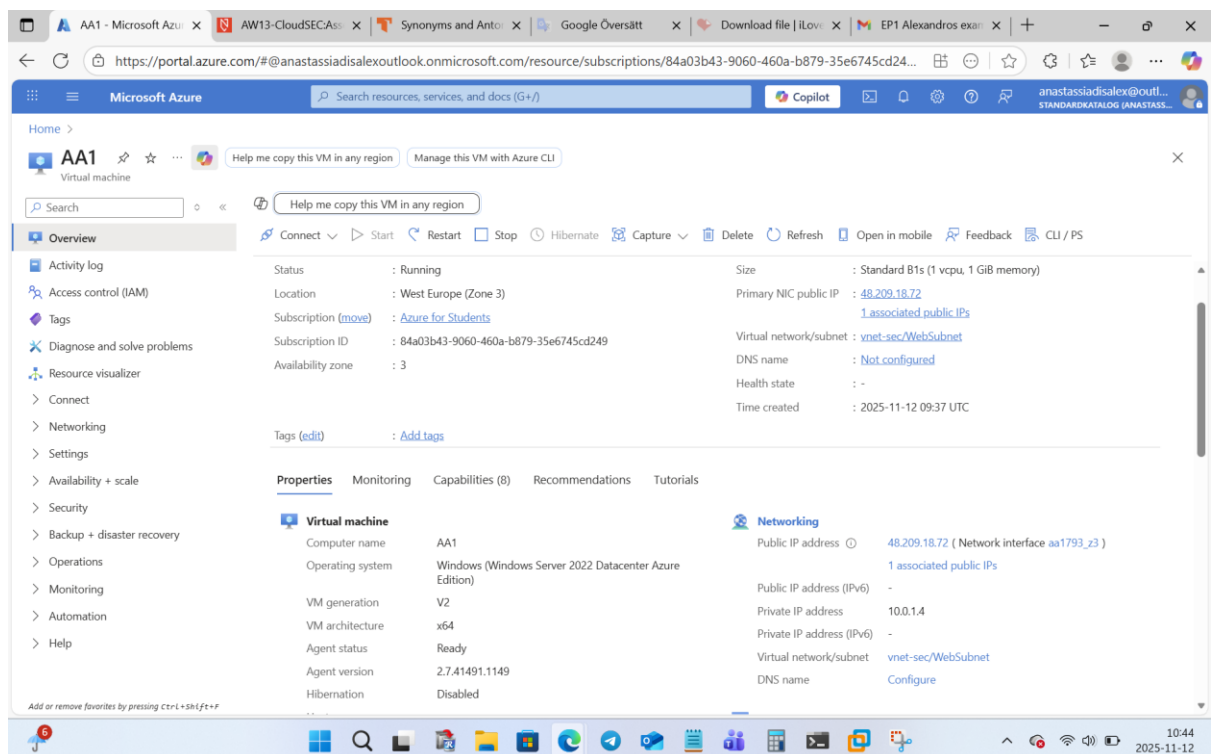 AA1 - Microsoft Azu
AW13-CloudSEC:Ass
Synonyms and Anto
Google Översätt
Download file | iLove
EP1 Alexandros exan
https://portal.azure.com/#@anastassiadisalexoutlook.onmicrosoft.com/resource/subscriptions/84a03b43-9060-460a-b879-35e6745cd24...
Microsoft Azure
Search resources, services, and docs (G+/)
Copilot
anastassiadisalex@outl...
STANDARDKATALOG (ANASTASS...
Home >
AA1
Virtual machine
Help me copy this VM in any region
Manage this VM with Azure CLI
Search
Help me copy this VM in any region
Connect
Start
Restart
Stop
Hibernate
Capture
Delete
Refresh
Open in mobile
Feedback
CLI / PS
Overview
Activity log
Access control (IAM)
Tags
Diagnose and solve problems
Resource visualizer
Connect
Networking
Settings
Availability + scale
Security
Backup + disaster recovery
Operations
Monitoring
Automation
Help
Add or remove favorites by pressing Ctrl+Shift+F
Status : Running
Location : West Europe (Zone 3)
Subscription (move) : Azure for Students
Subscription ID : 84a03b43-9060-460a-b879-35e6745cd249
Availability zone : 3
Size : Standard B1s (1 vcpu, 1 GiB memory)
Primary NIC public IP : 48.209.18.72
1 associated public IPs
Virtual network/subnet : vnet-sec/WebSubnet
DNS name : Not configured
Health state : -
Time created : 2025-11-12 09:37 UTC
Tags (edit) : Add tags
Properties
Monitoring
Capabilities (8)
Recommendations
Tutorials
Virtual machine
Computer name AA1
Operating system Windows (Windows Server 2022 Datacenter Azure
Edition)
VM generation V2
VM architecture x64
Agent status Ready
Agent version 2.7.41491.1149
Hibernation Disabled
Networking
Public IP address 48.209.18.72 ( Network interface aa1793_z3 )
1 associated public IPs
Public IP address (IPv6) -
Private IP address 10.0.1.4
Private IP address (IPv6) -
Virtual network/subnet vnet-sec/WebSubnet
DNS name Configure
6
10:44
2025-11-12